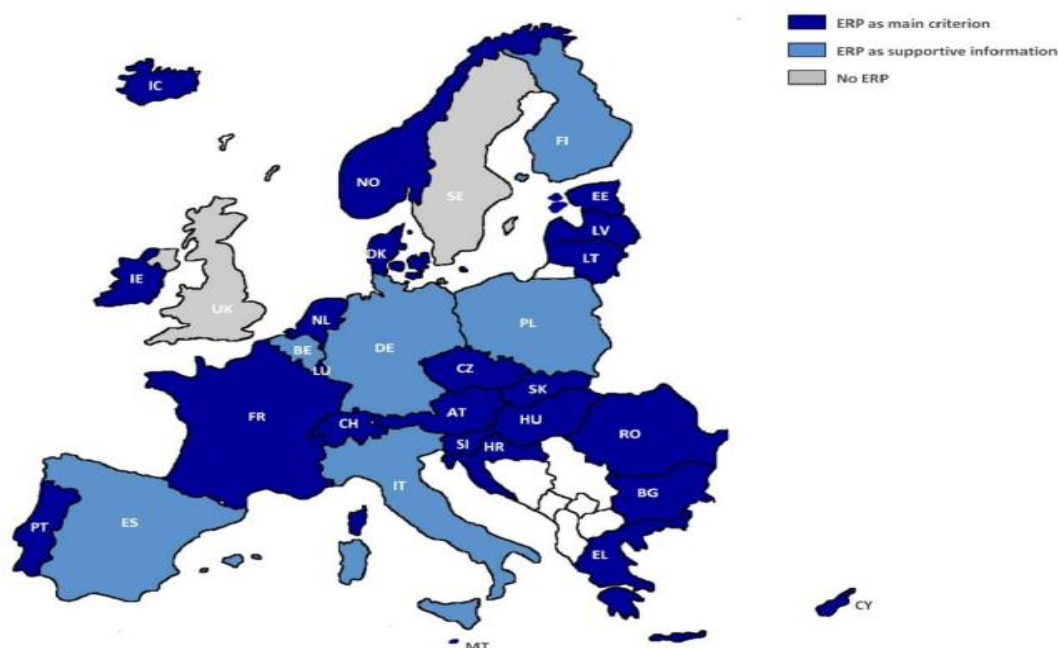 ERP as main criterion
ERP as supportive information
No ERP
IC
FI
NO
SE
EE
LV
DK
LT
IE
UK
NL
PL
BE
DE
LU
CZ
SK
FR
AT
CH
HU
RO
SI
HR
IT
BG
PT
ES
EL
CY
MT